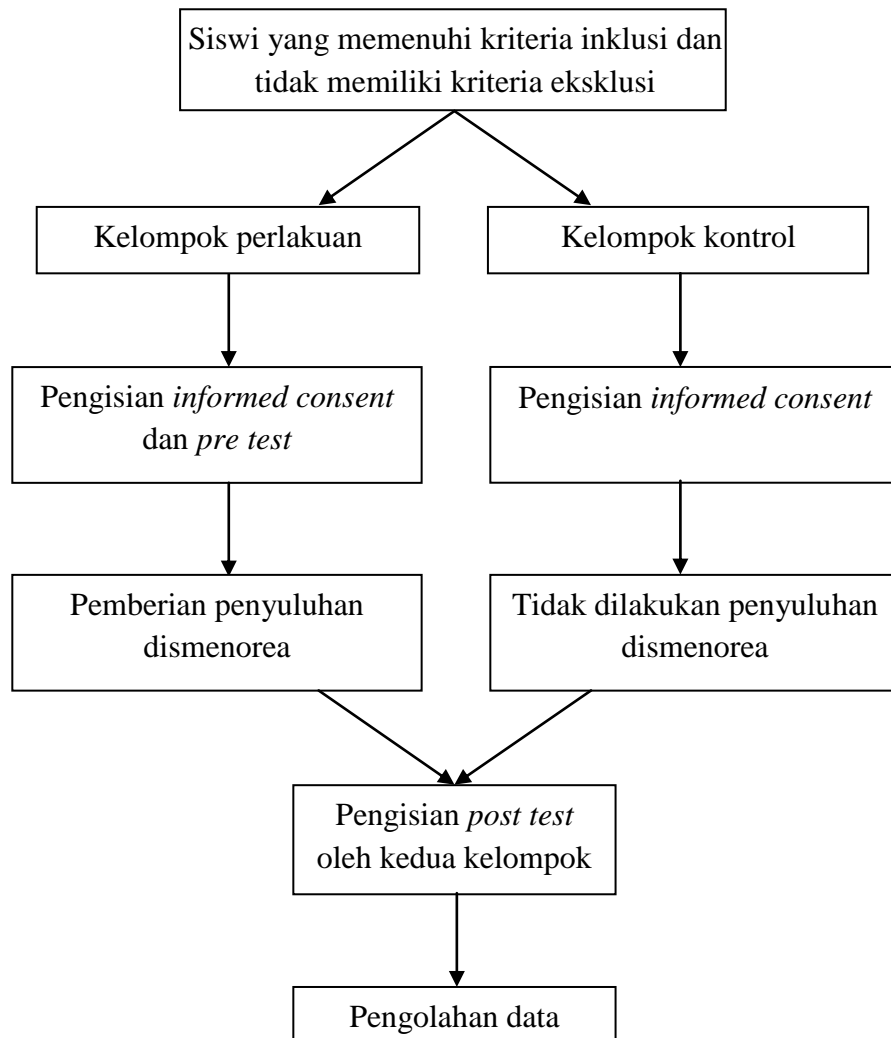 Siswi yang memenuhi kriteria inklusi dan
tidak memiliki kriteria eksklusi
Kelompok perlakuan
Kelompok kontrol
Pengisian informed consent
dan pre test
Pengisian informed consent
Pemberian penyuluhan
dismenorea
Tidak dilakukan penyuluhan
dismenorea
Pengisian post test
oleh kedua kelompok
Pengolahan data